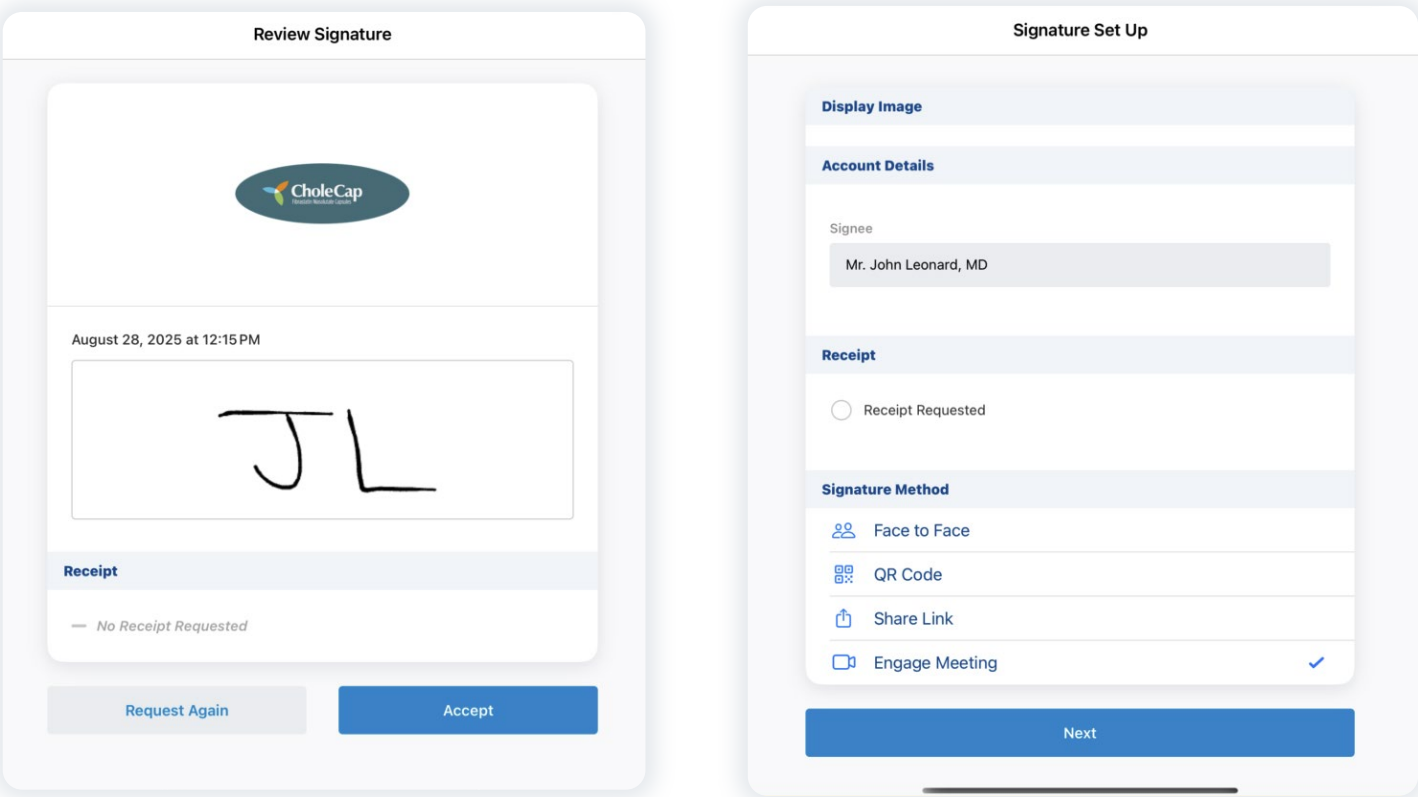 Review Signature
CholeCap
August 28, 2025 at 12:15 PM
JL
Receipt
— No Receipt Requested
Request Again
Accept
Signature Set Up
Display Image
Account Details
Signee
Mr. John Leonard, MD
Receipt
Receipt Requested
Signature Method
Face to Face
QR Code
Share Link
Engage Meeting
Next